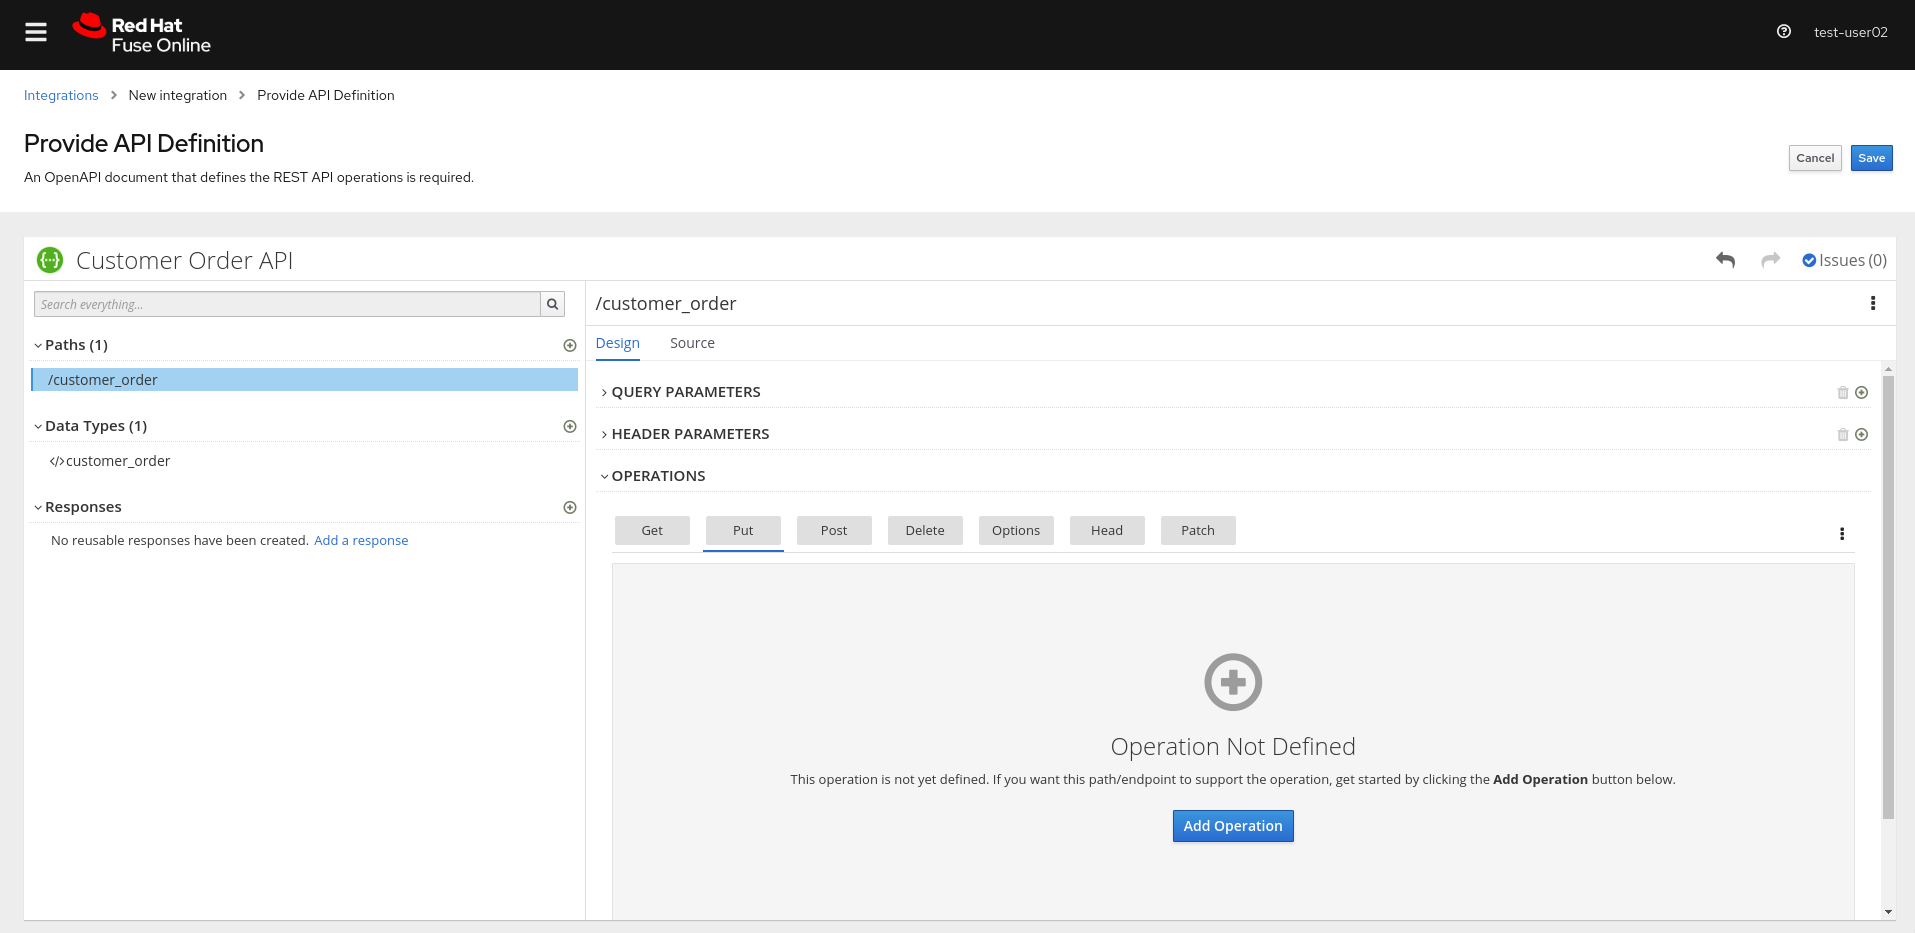 Red Hat
Fuse Online
test-user02
Integrations > New integration > Provide API Definition
Provide API Definition
An OpenAPI document that defines the REST API operations is required.
Cancel
Save
Customer Order API
Issues (0)
Search everything...
Paths (1)
/customer_order
Data Types (1)
</>customer_order
Responses
No reusable responses have been created. Add a response
/customer_order
Design
Source
QUERY PARAMETERS
HEADER PARAMETERS
OPERATIONS
Get
Put
Post
Delete
Options
Head
Patch
Operation Not Defined
This operation is not yet defined. If you want this path/endpoint to support the operation, get started by clicking the Add Operation button below.
Add Operation